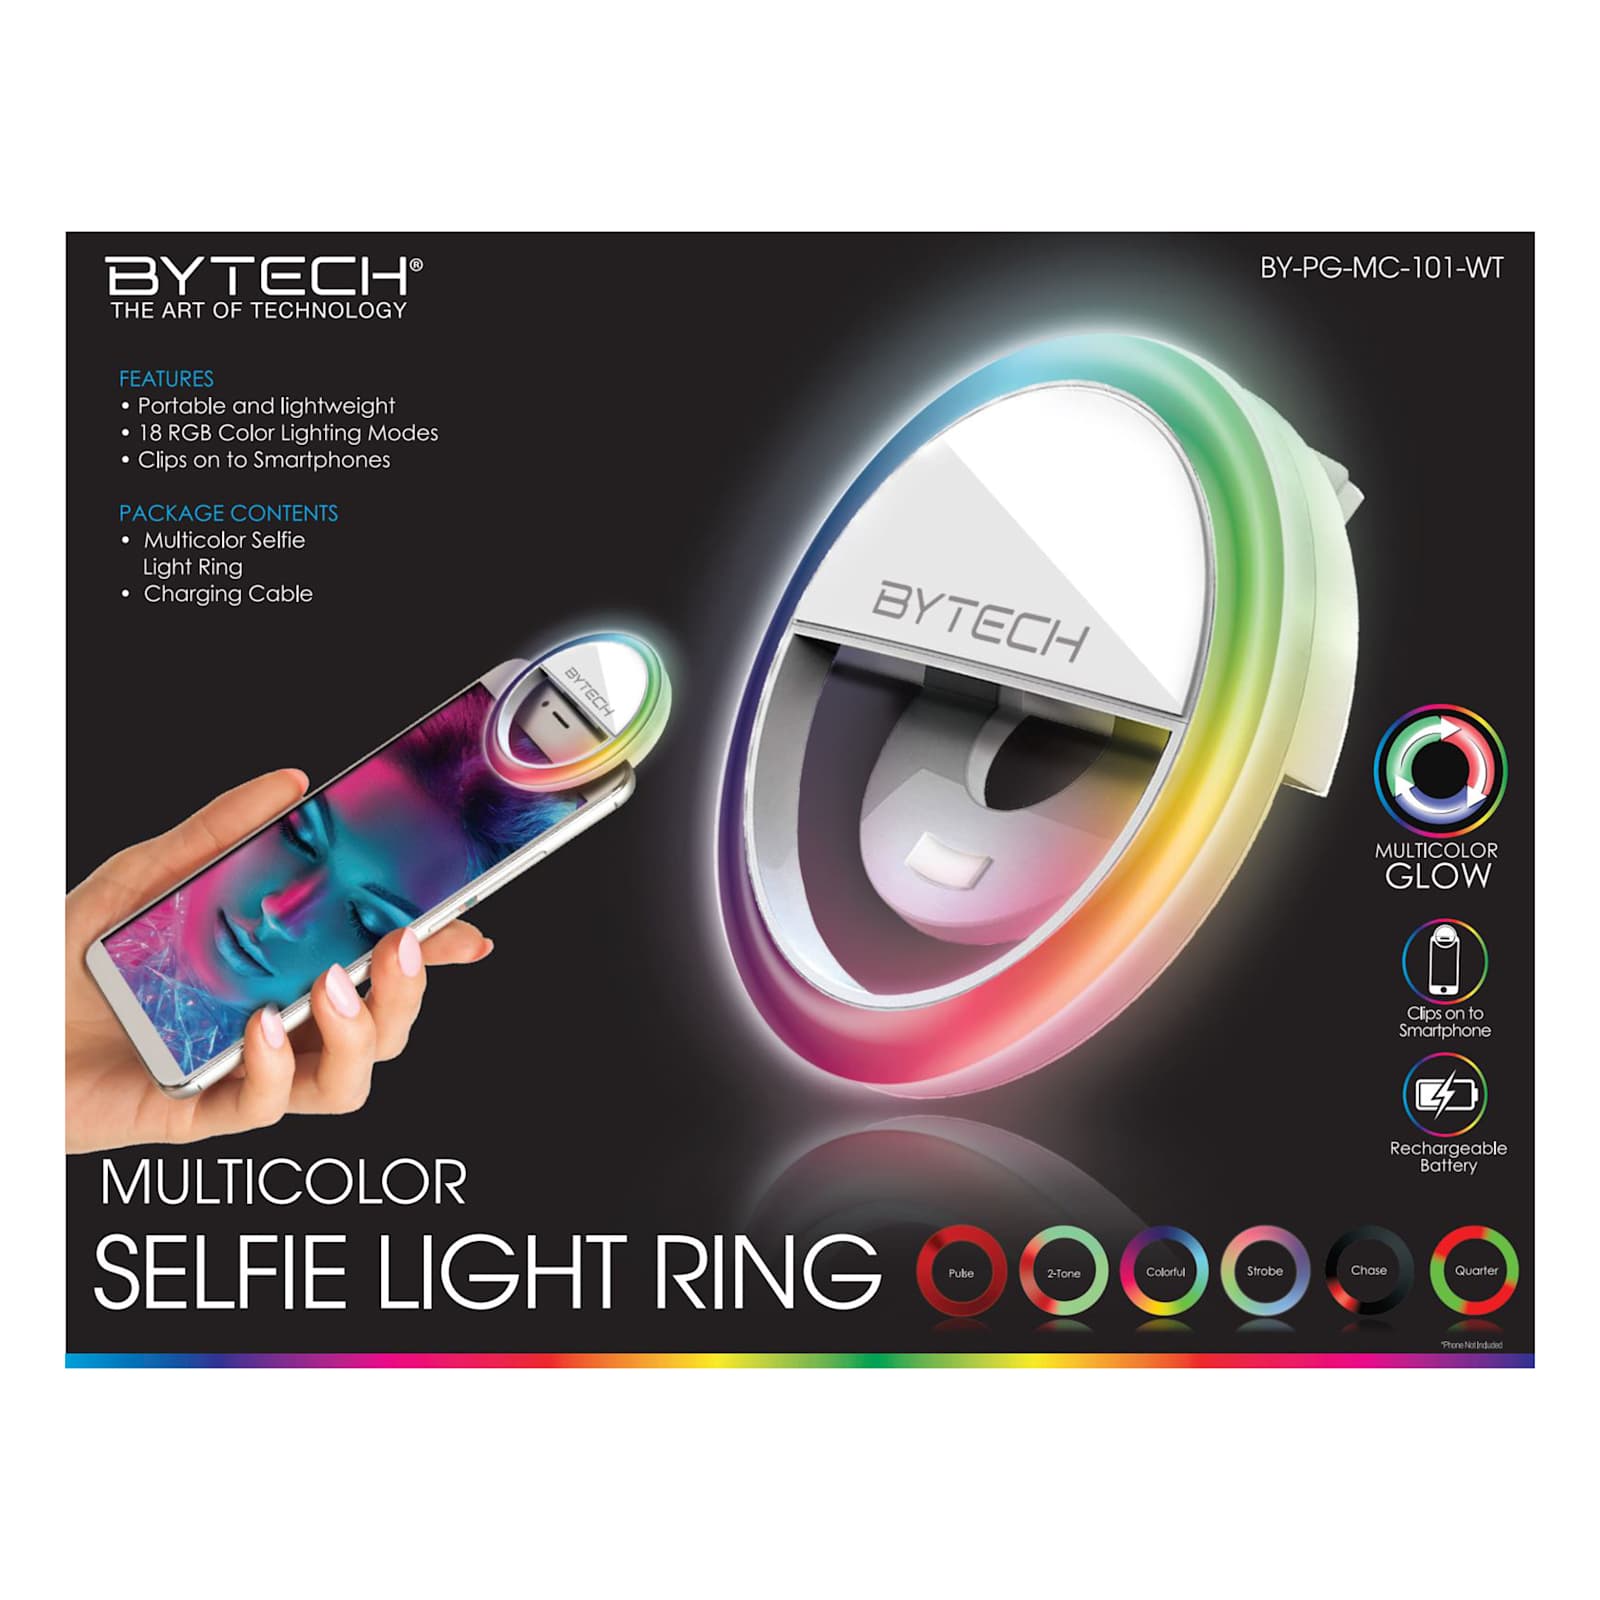 BYTECH®
THE ART OF TECHNOLOGY
BY-PG-MC-101-WT
FEATURES
• Portable and lightweight
• 18 RGB Color Lighting Modes
• Clips on to Smartphones
PACKAGE CONTENTS
• Multicolor Selfie
Light Ring
• Charging Cable
BYTECH
BYTECH
MULTICOLOR
GLOW
Clips on to
Smartphone
Rechargeable
Battery
MULTICOLOR
SELFIE LIGHT RING
Pulse
2-Tone
Colorful
Strobe
Chase
Quarter
*Phone Not Included